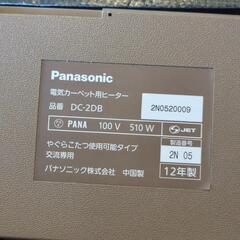 Panasonic
電気カーペット用ヒーター
品番 DC-2DB
2N0520009
PANA 100 V 510 W
JET
やぐらこたつ使用可能タイプ
交流専用
製造番号
2N 05
パナソニック株式会社 中国製
12年製